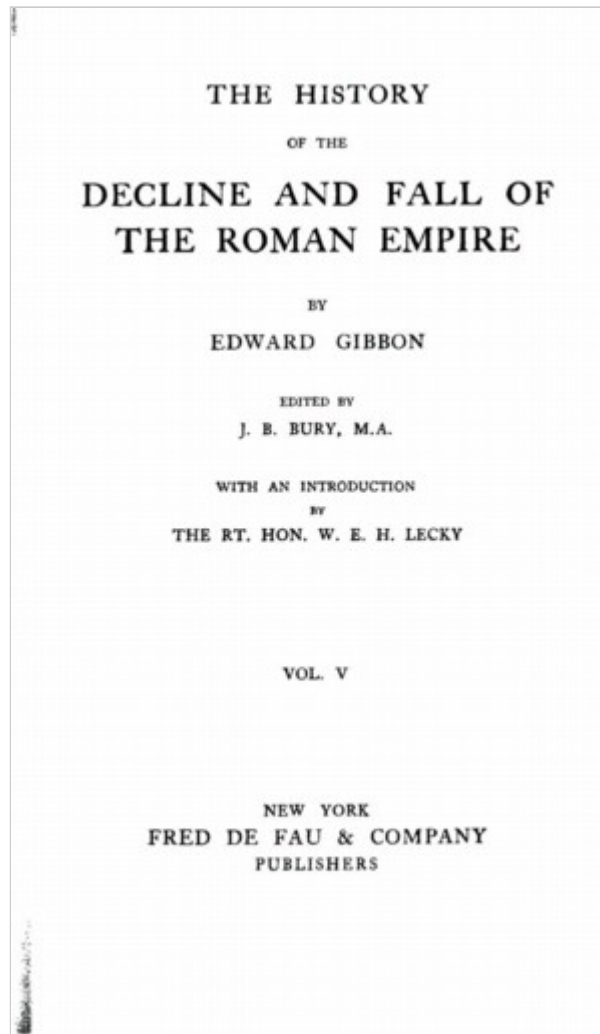 THE HISTORY
OF THE
DECLINE AND FALL OF
THE ROMAN EMPIRE
BY
EDWARD GIBBON
EDITED BY
J. B. BURY, M.A.
WITH AN INTRODUCTION
BY
THE RT. HON. W. E. H. LECKY
VOL. V
NEW YORK
FRED DE FAU & COMPANY
PUBLISHERS